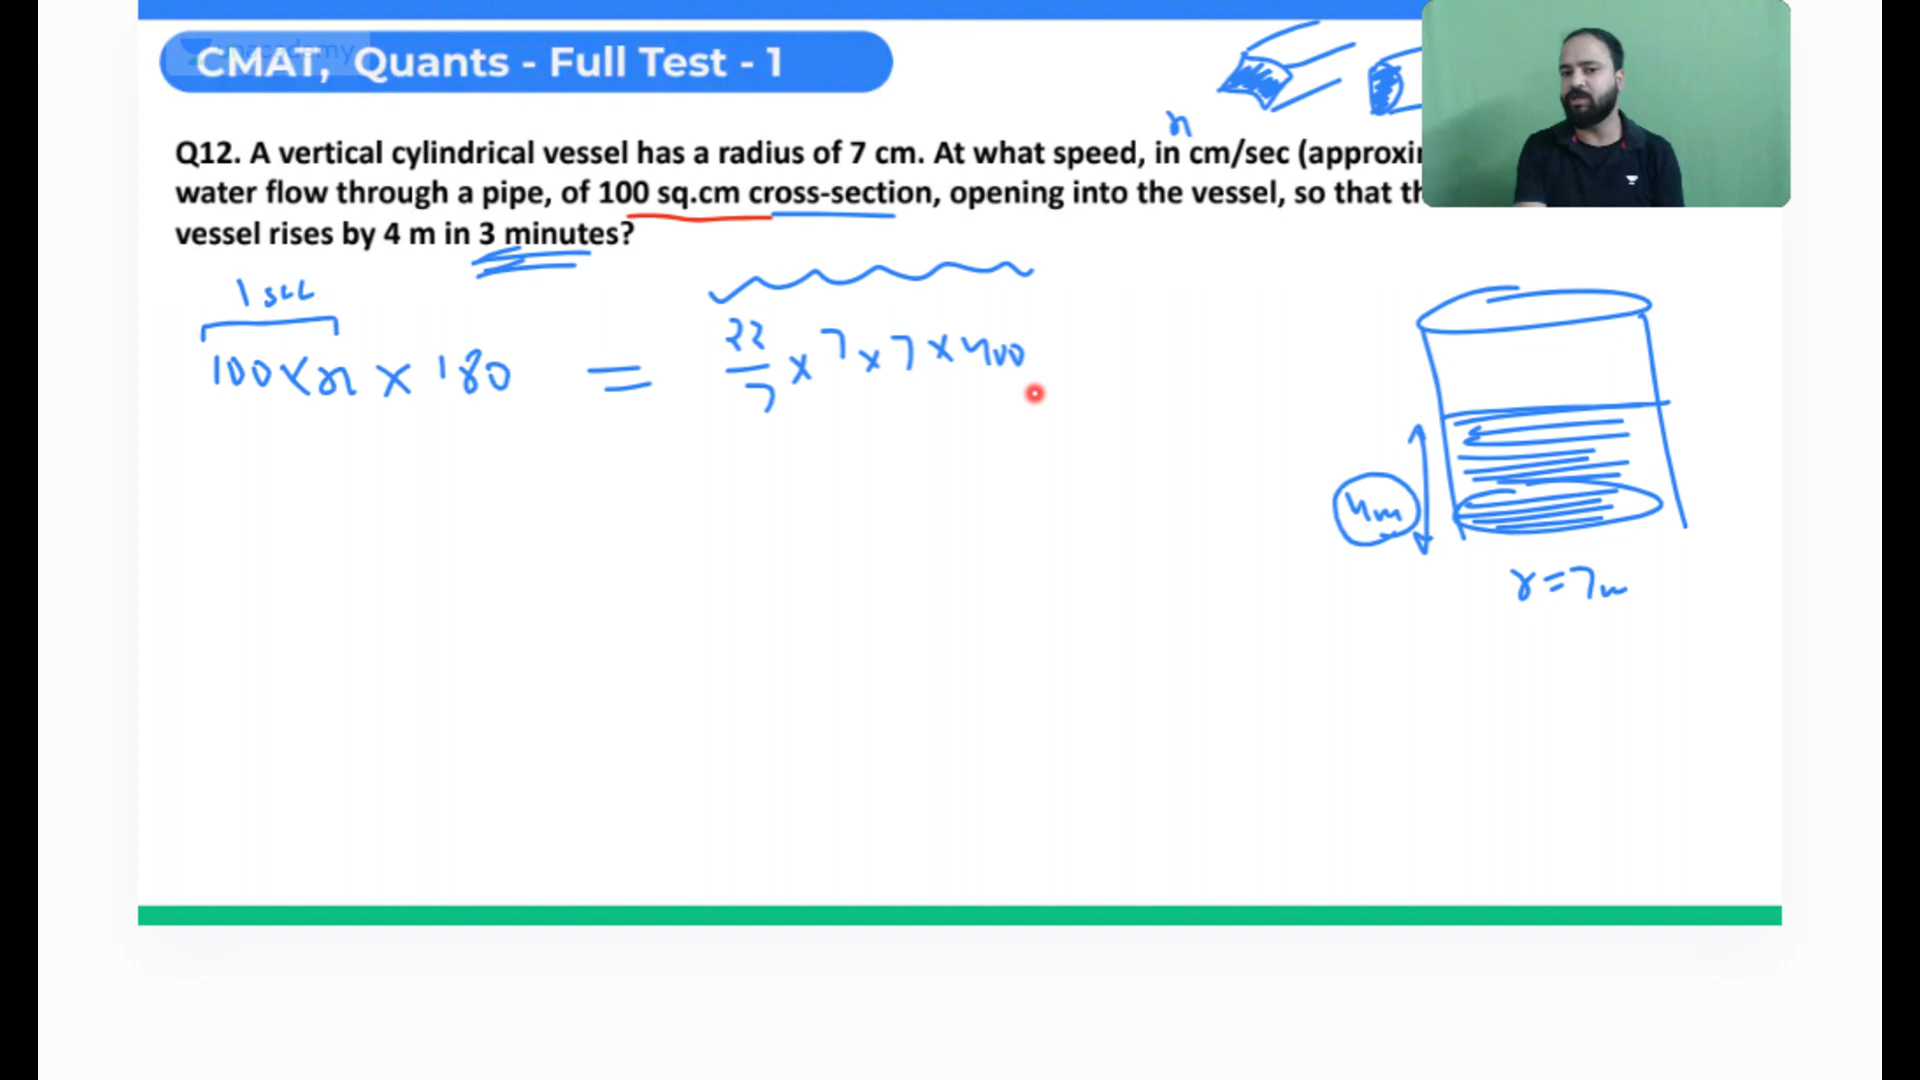 CMAT, Quants - Full Test - 1
n
Q12. A vertical cylindrical vessel has a radius of 7 cm. At what speed, in cm/sec (approxi
water flow through a pipe, of 100 sq.cm cross-section, opening into the vessel, so that th
vessel rises by 4 m in 3 minutes?
1 sec
100 × n × 180 = 22/7 × 7 × 7 × 400
4m
r = 7m